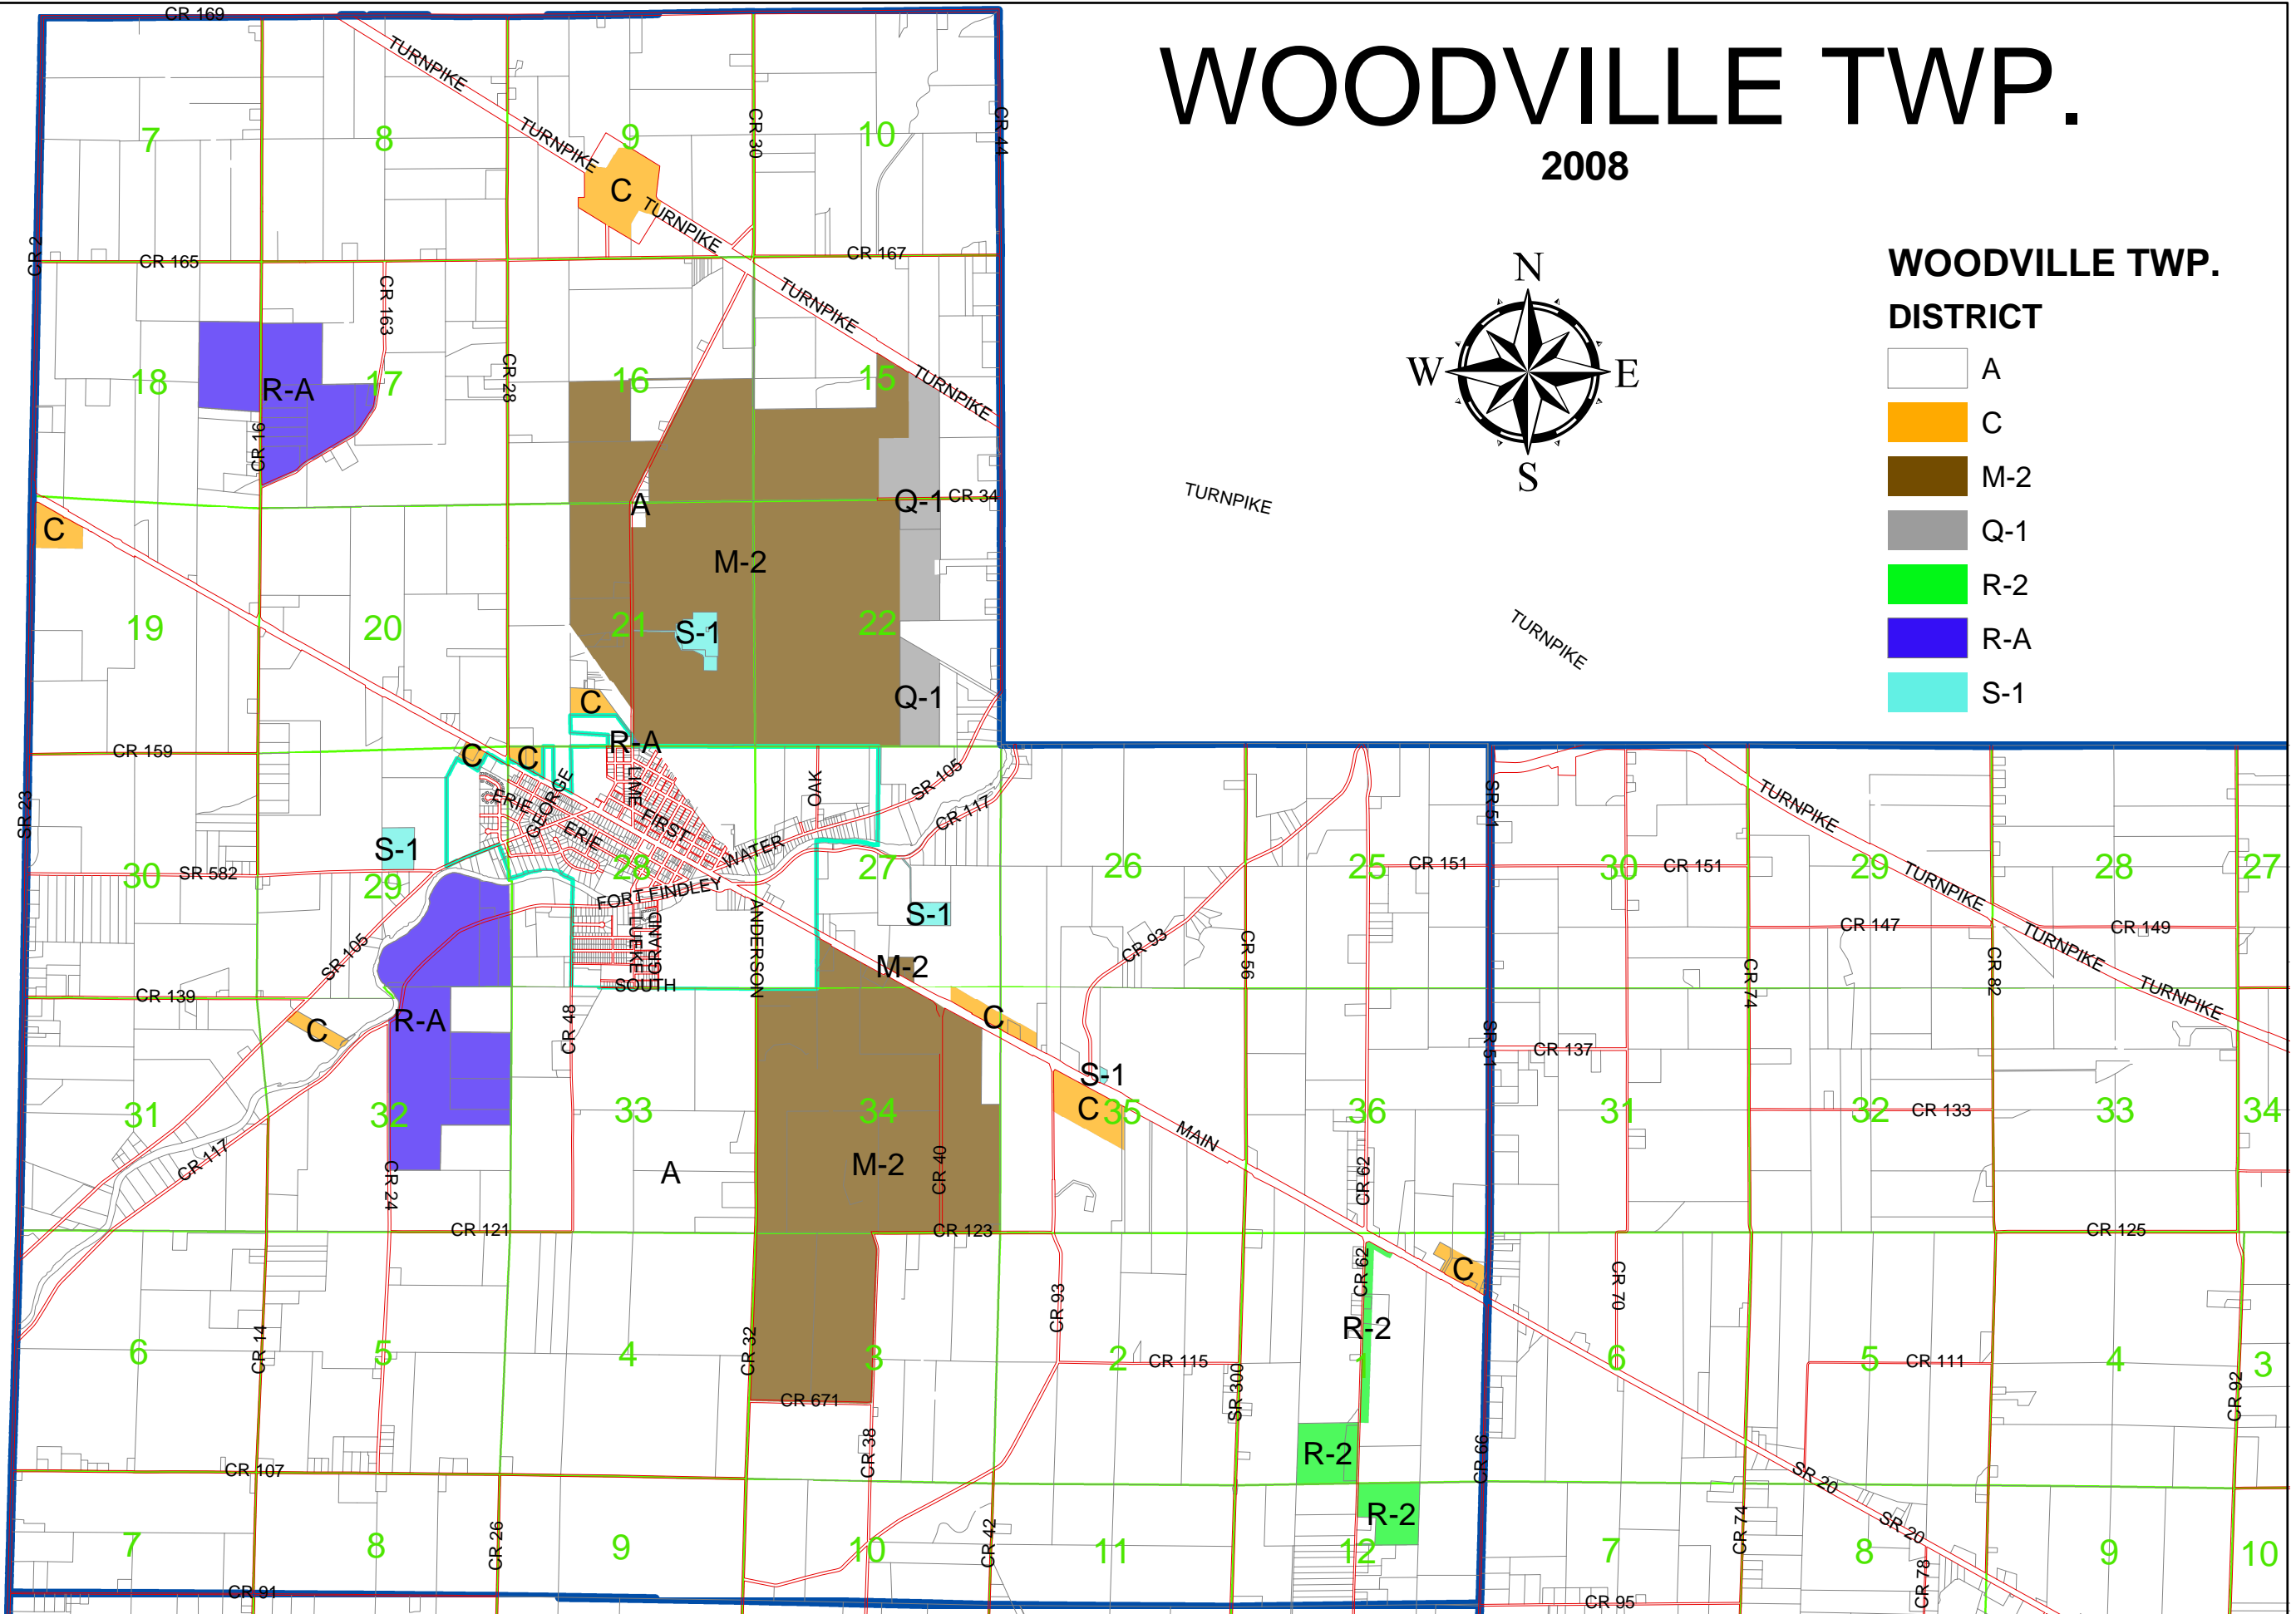 WOODVILLE TWP.
2008
N
W
E
S
WOODVILLE TWP.
DISTRICT
A
C
M-2
Q-1
R-2
R-A
S-1
TURNPIKE
TURNPIKE
CR 169
TURNPIKE
TURNPIKE
7
8
9
10
CR 30
CR 44
C
TURNPIKE
CR 2
CR 165
CR 167
CR 163
TURNPIKE
18
R-A
17
CR 28
16
15
TURNPIKE
CR 16
C
A
Q-1
CR 34
M-2
19
20
21
S-1
22
C
Q-1
CR 159
C
C
R-A
LIME
OAK
SR 105
CR 117
ERIE
GEORGE
ERIE
FIRST
WATER
SR 23
S-1
30
SR 582
29
28
27
26
25
CR 151
SR 51
30
CR 151
29
28
27
TURNPIKE
TURNPIKE
FORT FINDLEY
S-1
ANDERSON
LUEKE
GRAND
SOUTH
SR 105
CR 93
CR 56
CR 147
CR 149
TURNPIKE
TURNPIKE
CR 74
CR 82
M-2
CR 139
C
R-A
CR 48
C
SR 51
CR 137
S-1
31
32
33
34
C
35
36
31
32
CR 133
33
34
MAIN
CR 117
CR 24
A
M-2
CR 40
CR 62
CR 121
CR 123
CR 125
CR 62
C
CR 70
CR 93
R-2
CR 14
CR 32
6
5
4
3
2
CR 115
1
6
5
CR 111
4
3
SR 300
CR 92
CR 671
CR 38
R-2
CR 66
CR 107
SR 20
R-2
SR 20
CR 26
CR 42
CR 74
7
8
9
10
11
12
7
8
9
10
CR 78
CR 91
CR 95